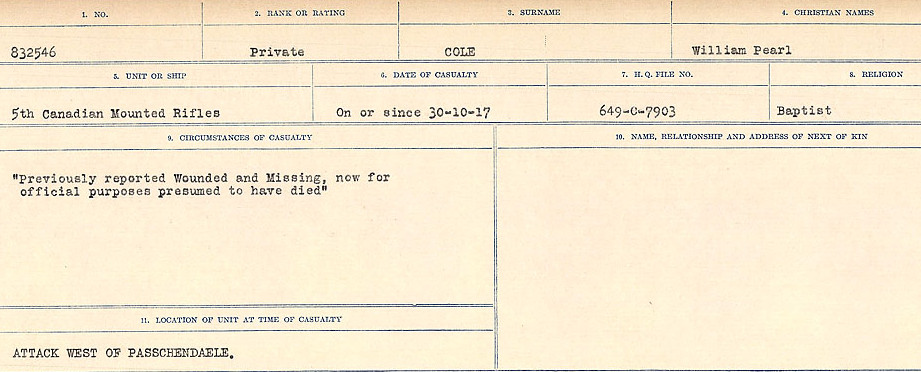 1. NO.
2. RANK OR RATING
3. SURNAME
4. CHRISTIAN NAMES
832546
Private
COLE
William Pearl
5. UNIT OR SHIP
6. DATE OF CASUALTY
7. H.Q. FILE NO.
8. RELIGION
5th Canadian Mounted Rifles
On or since 30-10-17
649-C-7903
Baptist
9. CIRCUMSTANCES OF CASUALTY
"Previously reported Wounded and Missing, now for
official purposes presumed to have died"
10. NAME, RELATIONSHIP AND ADDRESS OF NEXT OF KIN
11. LOCATION OF UNIT AT TIME OF CASUALTY
ATTACK WEST OF PASSCHENDAELE.